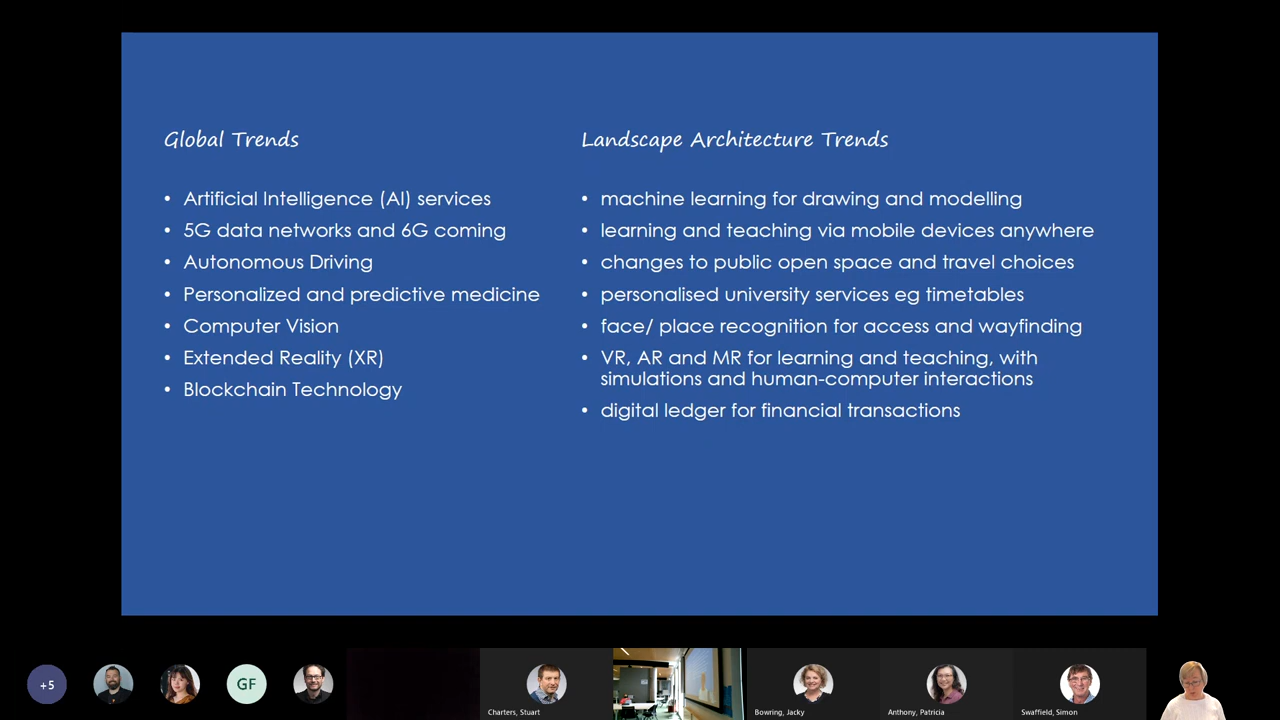 Global Trends
• Artificial Intelligence (AI) services
• 5G data networks and 6G coming
• Autonomous Driving
• Personalized and predictive medicine
• Computer Vision
• Extended Reality (XR)
• Blockchain Technology
Landscape Architecture Trends
• machine learning for drawing and modelling
• learning and teaching via mobile devices anywhere
• changes to public open space and travel choices
• personalised university services eg timetables
• face/ place recognition for access and wayfinding
• VR, AR and MR for learning and teaching, with
simulations and human-computer interactions
• digital ledger for financial transactions
+5
GF
Charters, Stuart
Bowring, Jacky
Anthony, Patricia
Swaffield, Simon